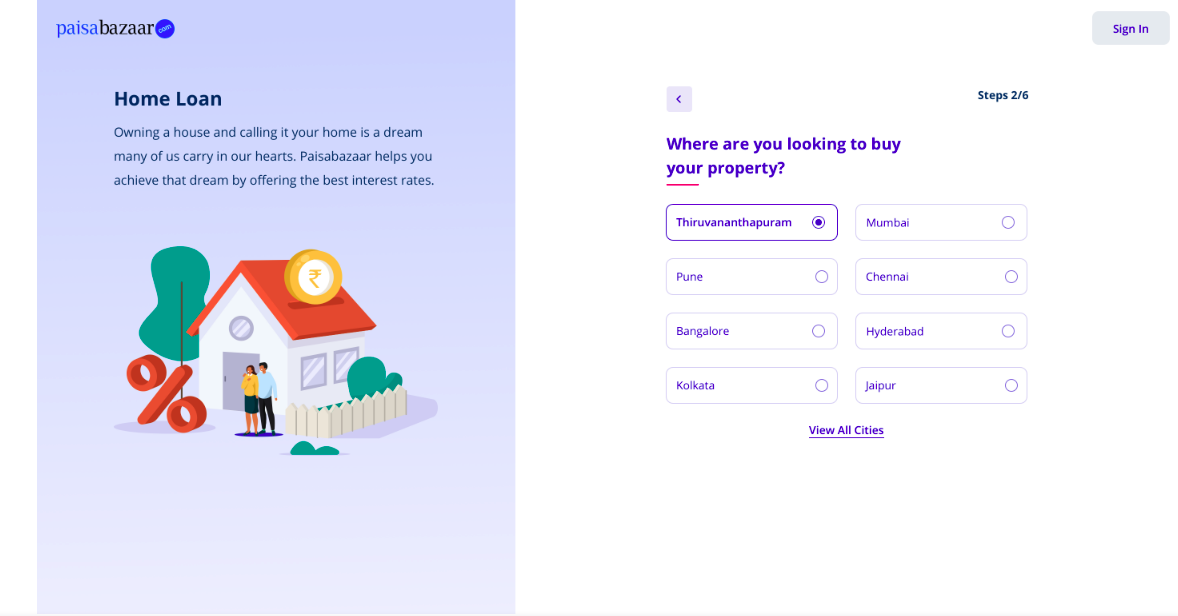 paisabazaar.com
Sign In
Home Loan
Owning a house and calling it your home is a dream
many of us carry in our hearts. Paisabazaar helps you
achieve that dream by offering the best interest rates.
₹
%
Steps 2/6
Where are you looking to buy
your property?
Thiruvananthapuram
Mumbai
Pune
Chennai
Bangalore
Hyderabad
Kolkata
Jaipur
View All Cities